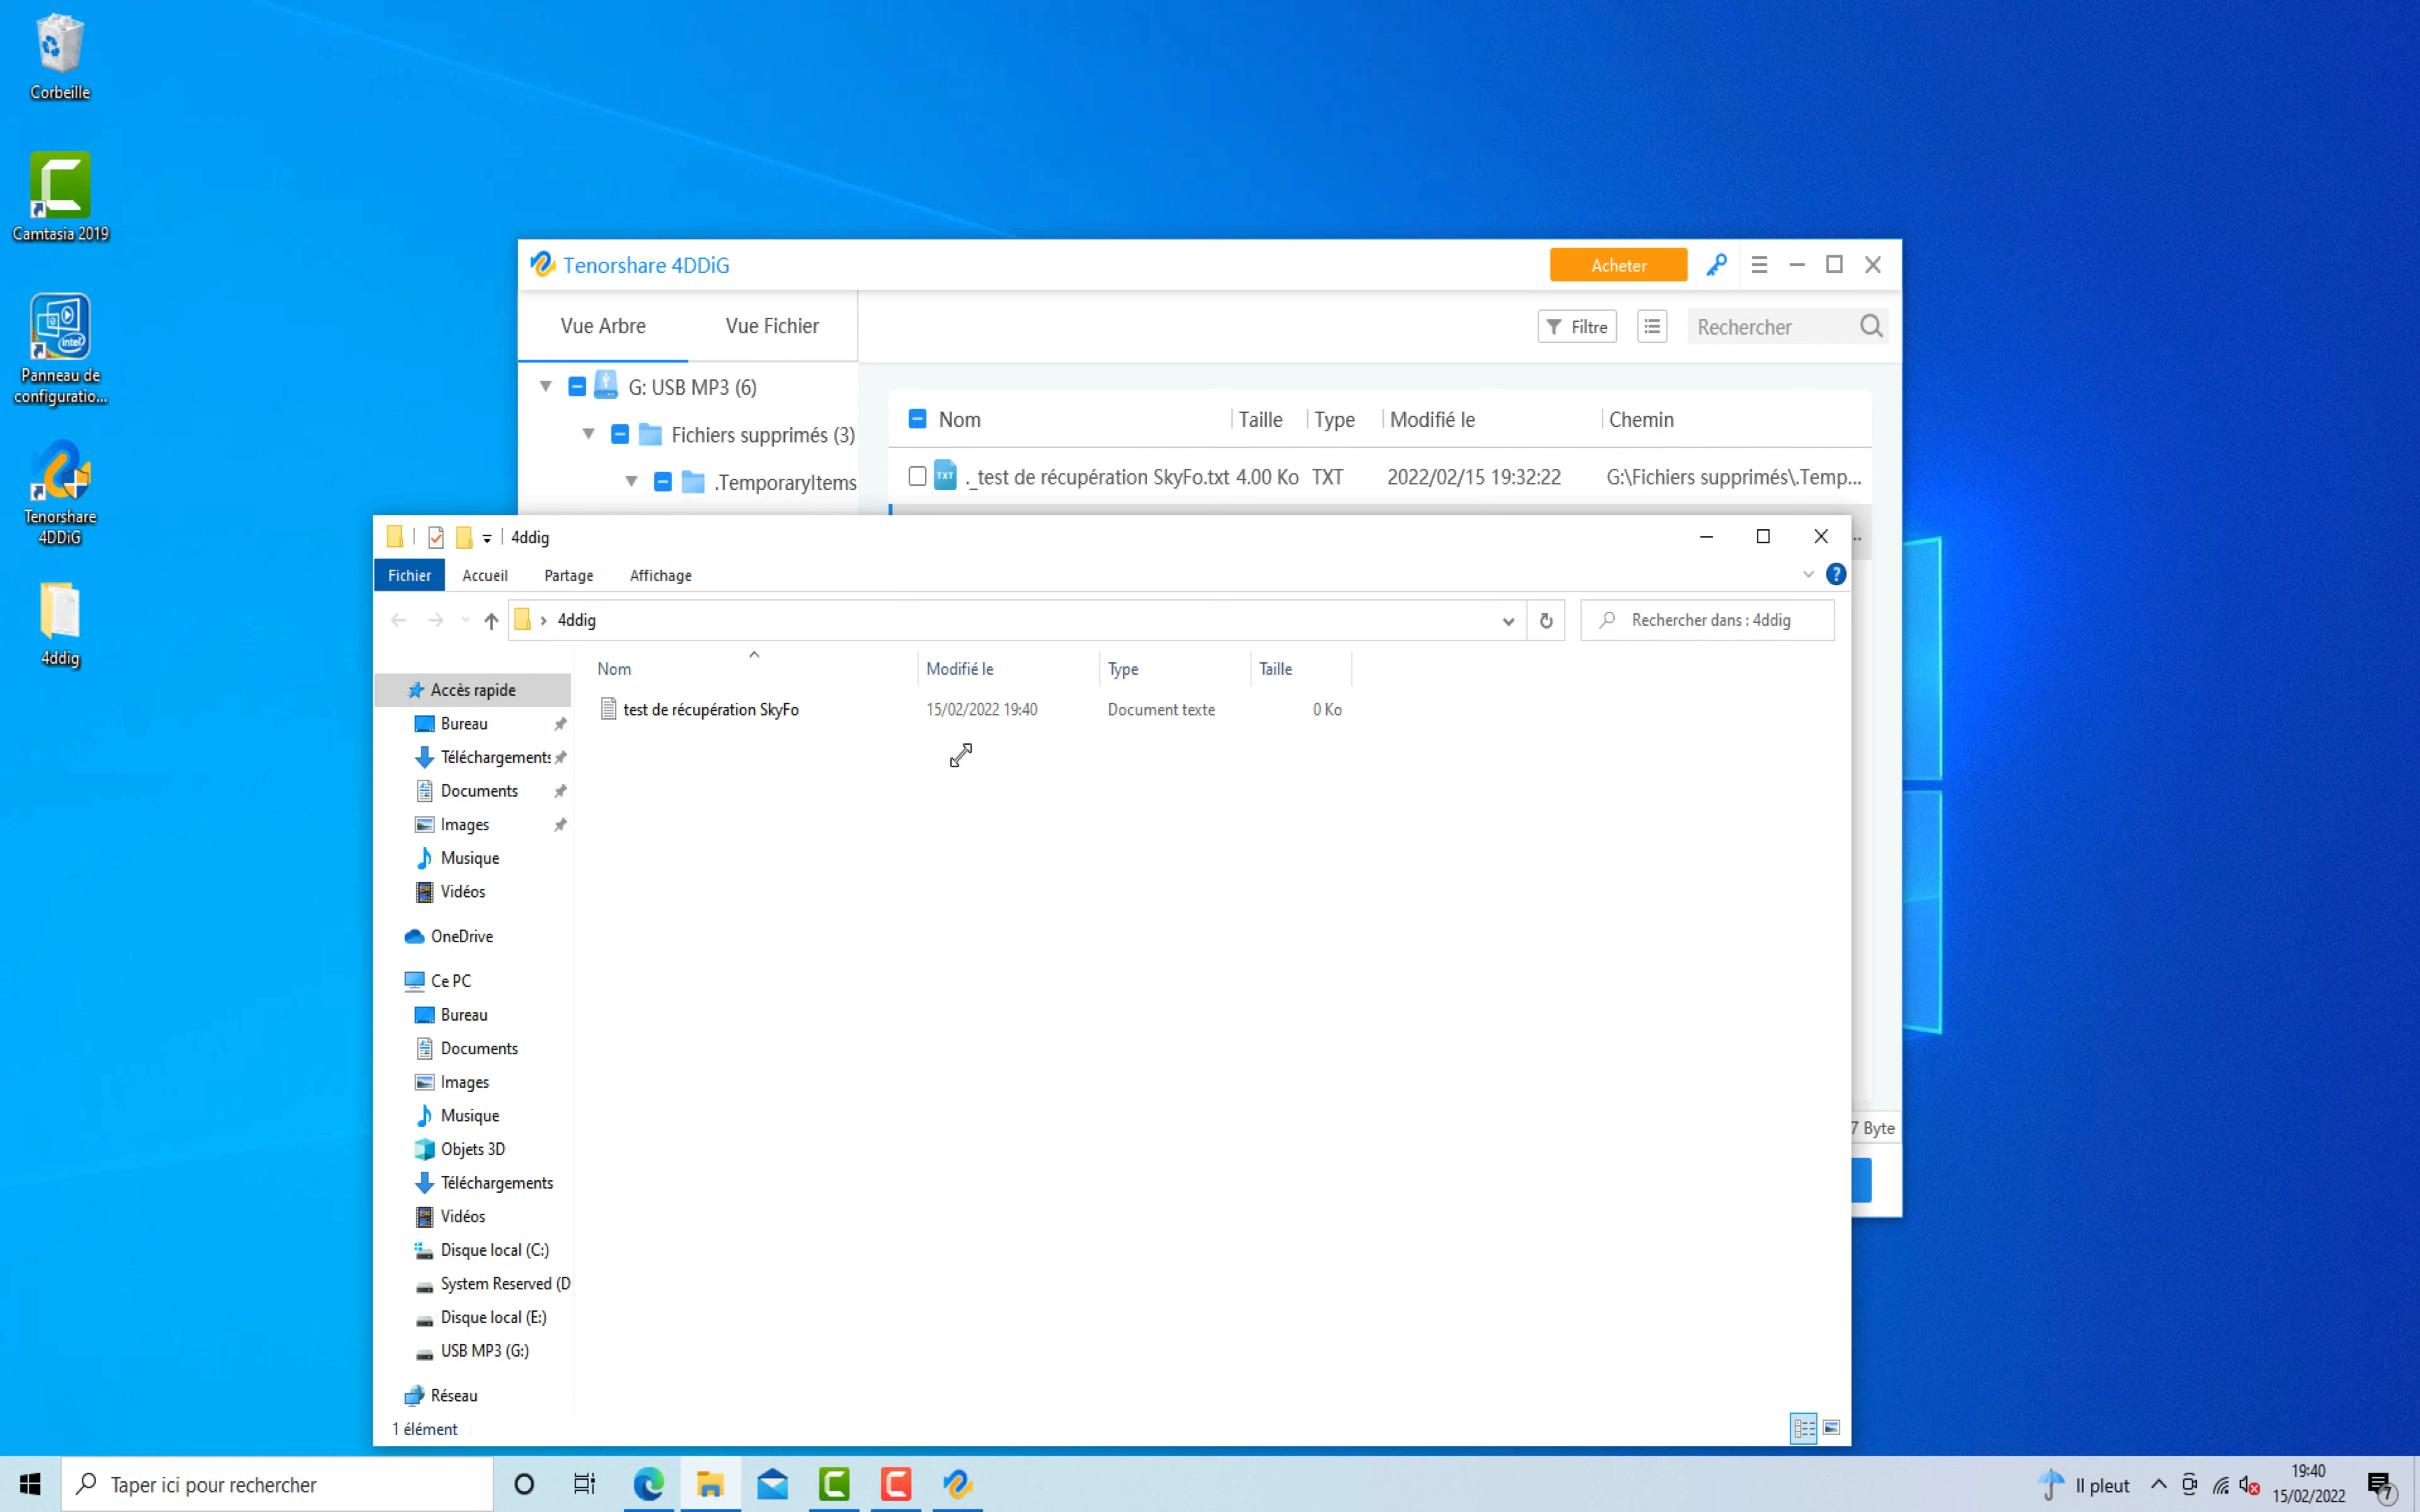 Corbeille
Camtasia 2019
Panneau de
configuratio...
Tenorshare
4DDiG
4ddig
Tenorshare 4DDiG
Acheter
Vue Arbre
Vue Fichier
Filtre
Rechercher
G: USB MP3 (6)
Fichiers supprimés (3)
.TemporaryItems
Nom
Taille
Type
Modifié le
Chemin
TXT
._test de récupération SkyFo.txt 4.00 Ko TXT 2022/02/15 19:32:22 G:\Fichiers supprimés\.Temp...
7 Byte
4ddig
Fichier
Accueil
Partage
Affichage
?
4ddig
Rechercher dans : 4ddig
Nom
Modifié le
Type
Taille
test de récupération SkyFo 15/02/2022 19:40 Document texte 0 Ko
Accès rapide
Bureau
Téléchargements
Documents
Images
Musique
Vidéos
OneDrive
Ce PC
Bureau
Documents
Images
Musique
Objets 3D
Téléchargements
Vidéos
Disque local (C:)
System Reserved (D
Disque local (E:)
USB MP3 (G:)
Réseau
1 élément
Taper ici pour rechercher
Il pleut
19:40
15/02/2022
7